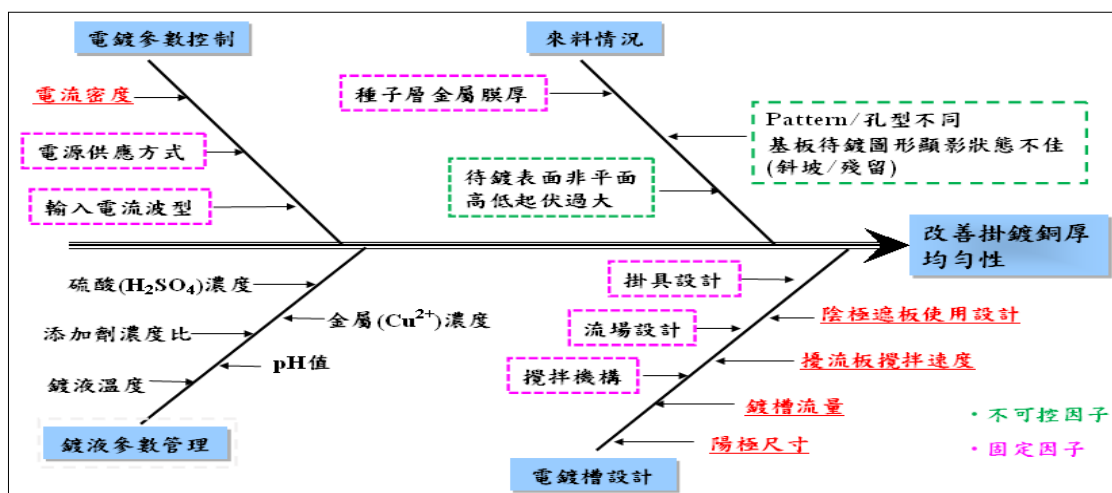 電鍍參數控制
來料情況
電流密度
種子層金屬膜厚
Pattern/孔型不同
基板待鍍圖形顯影狀態不佳
(斜坡/殘留)
電源供應方式
待鍍表面非平面
高低起伏過大
輸入電流波型
改善掛鍍銅厚
均勻性
硫酸(H₂SO₄)濃度
掛具設計
金屬(Cu²⁺)濃度
陰極遮板使用設計
添加劑濃度比
流場設計
pH值
擾流板攪拌速度
鍍液溫度
攪拌機構
鍍槽流量
・不可控因子
鍍液參數管理
陽極尺寸
・固定因子
電鍍槽設計